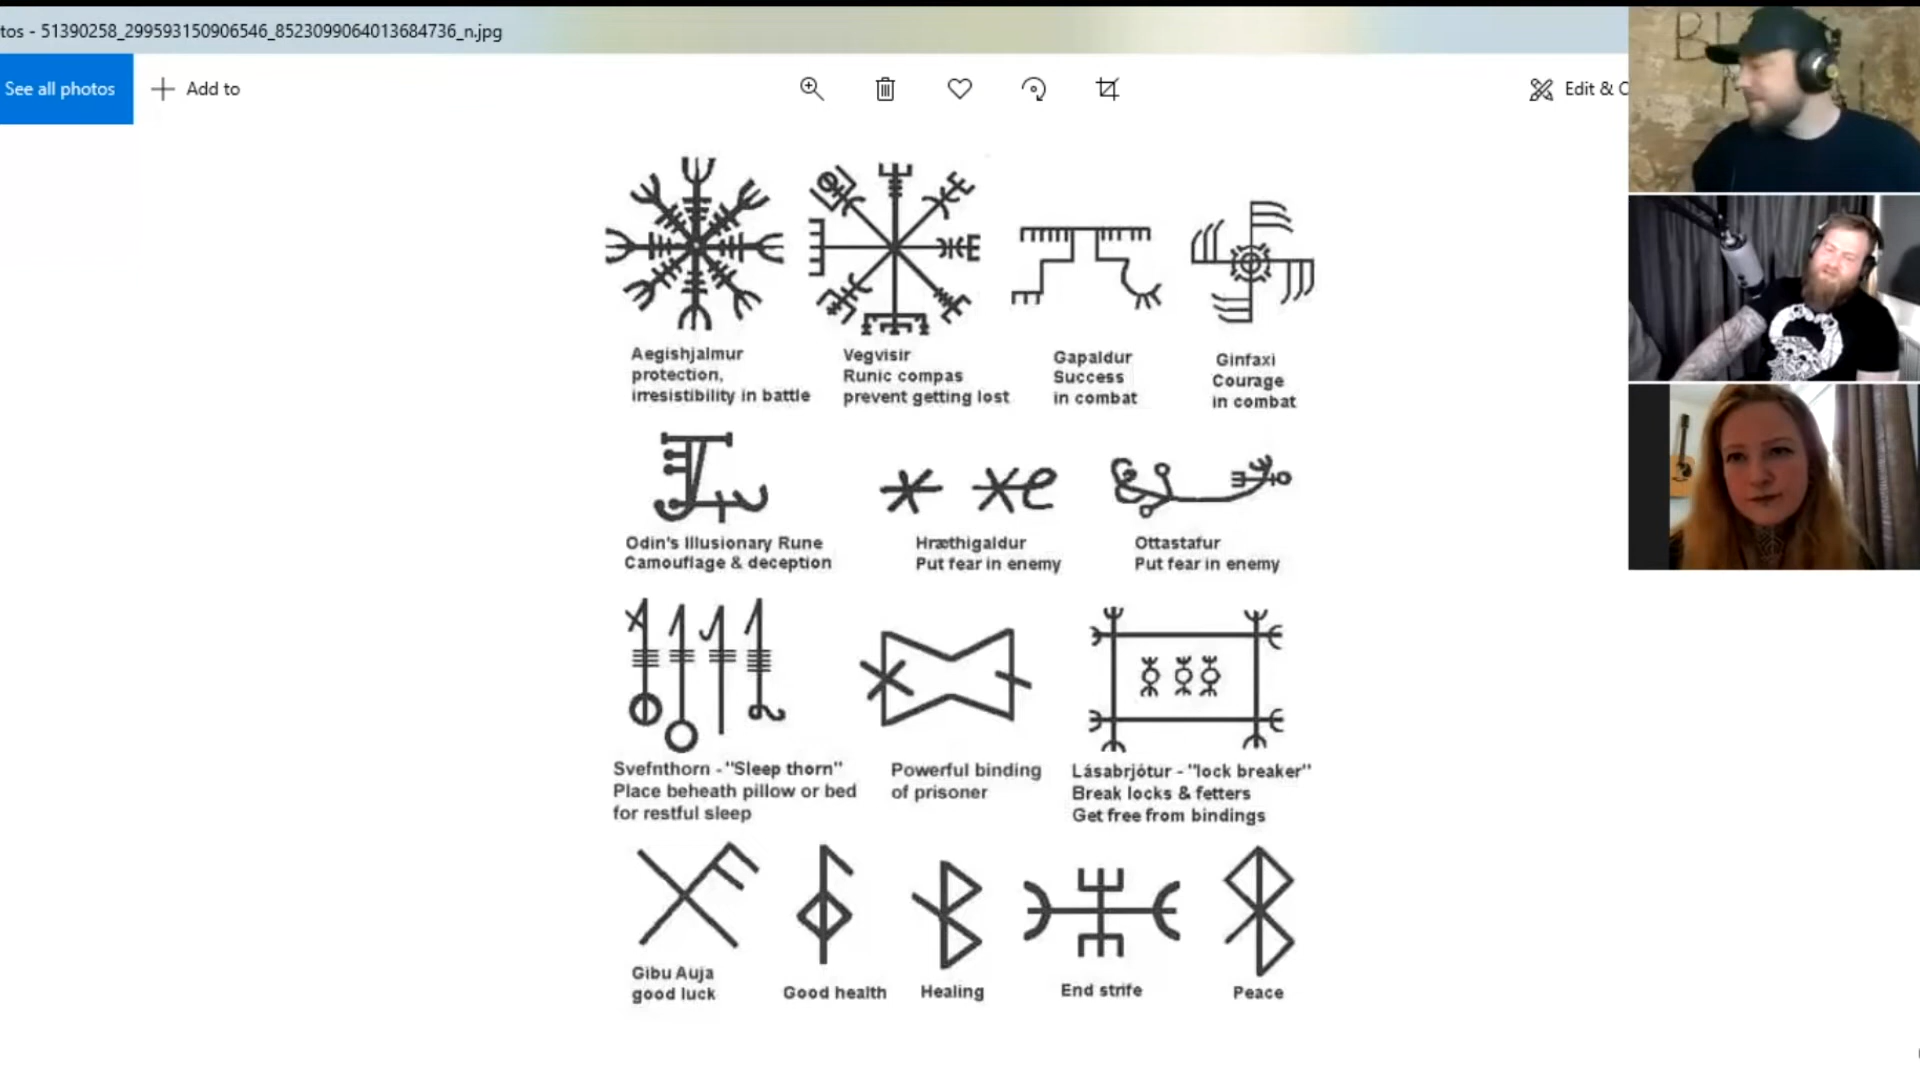 tos - 51390258_299593150906546_8523099064013684736_n.jpg
See all photos
Add to
Edit & C
Aegishjalmur
protection,
irresistibility in battle
Vegvisir
Runic compas
prevent getting lost
Gapaldur
Success
in combat
Ginfaxi
Courage
in combat
Odin's Illusionary Rune
Camouflage & deception
Hræthigaldur
Put fear in enemy
Ottastafur
Put fear in enemy
Svefnthorn - "Sleep thorn"
Place beheath pillow or bed
for restful sleep
Powerful binding
of prisoner
Lásabrjótur - "lock breaker"
Break locks & fetters
Get free from bindings
Gibu Auja
good luck
Good health
Healing
End strife
Peace